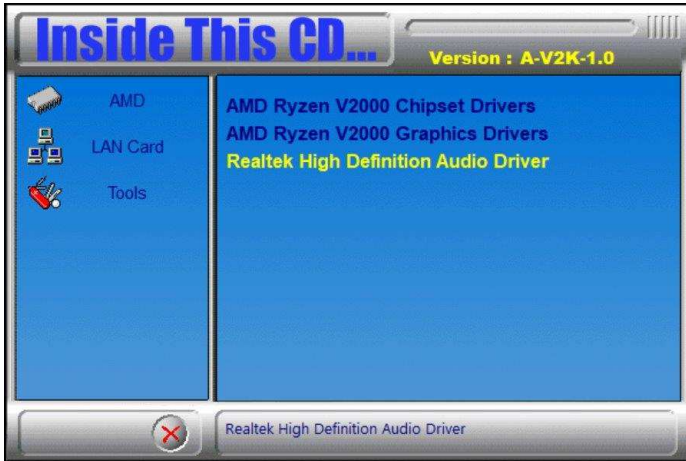 Inside This CD...
Version : A-V2K-1.0
AMD
LAN Card
Tools
AMD Ryzen V2000 Chipset Drivers
AMD Ryzen V2000 Graphics Drivers
Realtek High Definition Audio Driver
Realtek High Definition Audio Driver